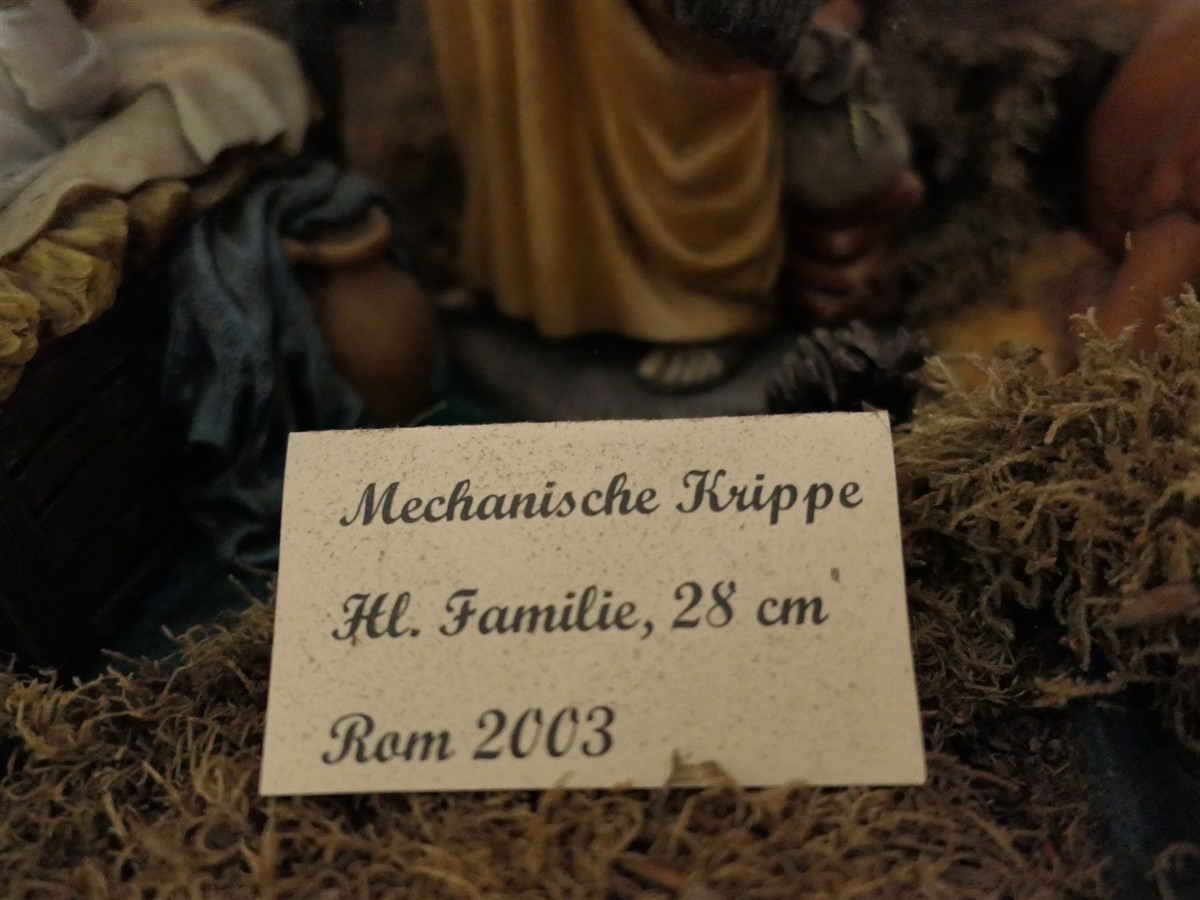 Mechanische Krippe
Hl. Familie, 28 cm
Rom 2003